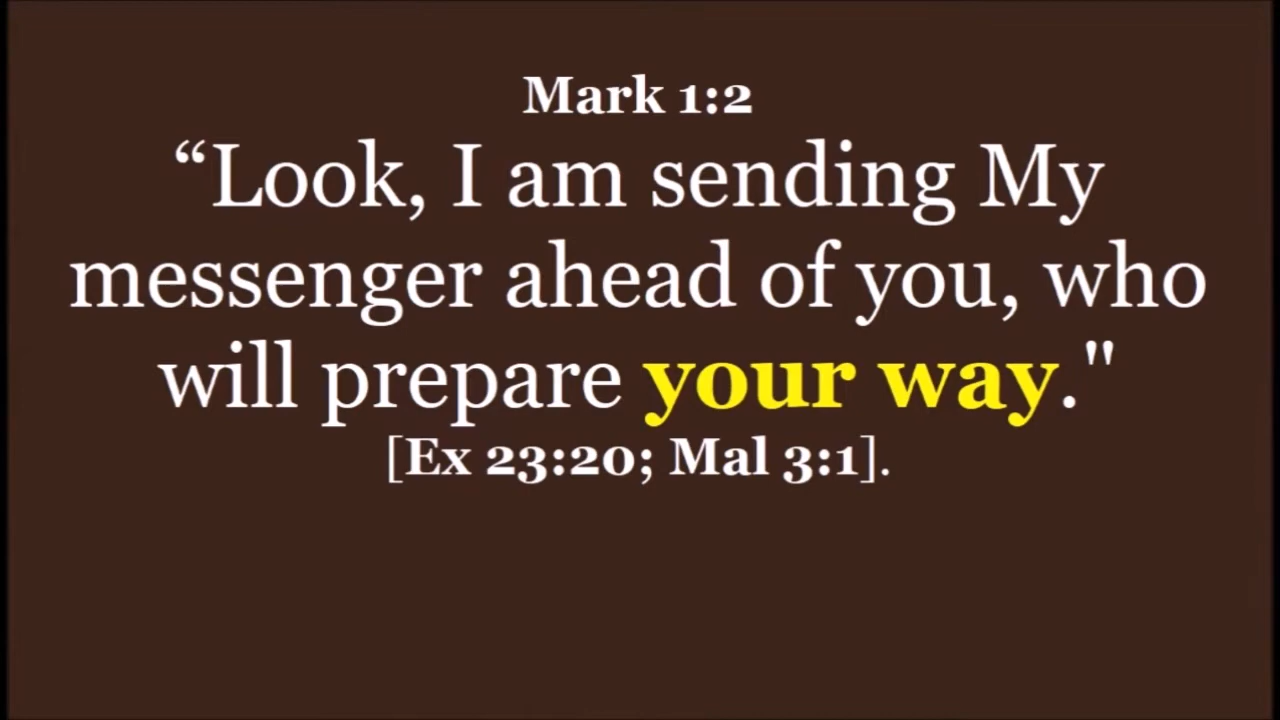 Mark 1:2
“Look, I am sending My
messenger ahead of you, who
will prepare your way."
[Ex 23:20; Mal 3:1].